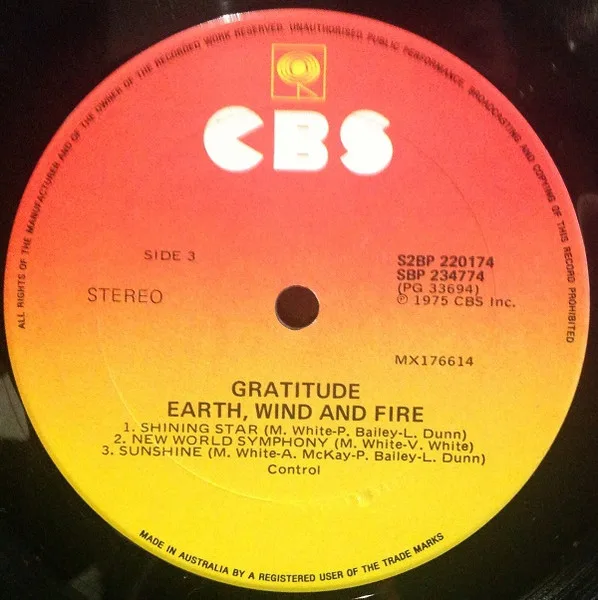 ALL RIGHTS OF THE MANUFACTURER AND OF THE OWNER OF THE RECORDED WORK RESERVED. UNAUTHORISED PUBLIC PERFORMANCE, BROADCASTING AND COPYING OF THIS RECORD PROHIBITED
CBS
SIDE 3
STEREO
S2BP 220174
SBP 234774
(PG 33694)
℗ 1975 CBS Inc.
MX176614
GRATITUDE
EARTH, WIND AND FIRE
1. SHINING STAR (M. White-P. Bailey-L. Dunn)
2. NEW WORLD SYMPHONY (M. White-V. White)
3. SUNSHINE (M. White-A. McKay-P. Bailey-L. Dunn)
Control
MADE IN AUSTRALIA BY A REGISTERED USER OF THE TRADE MARKS